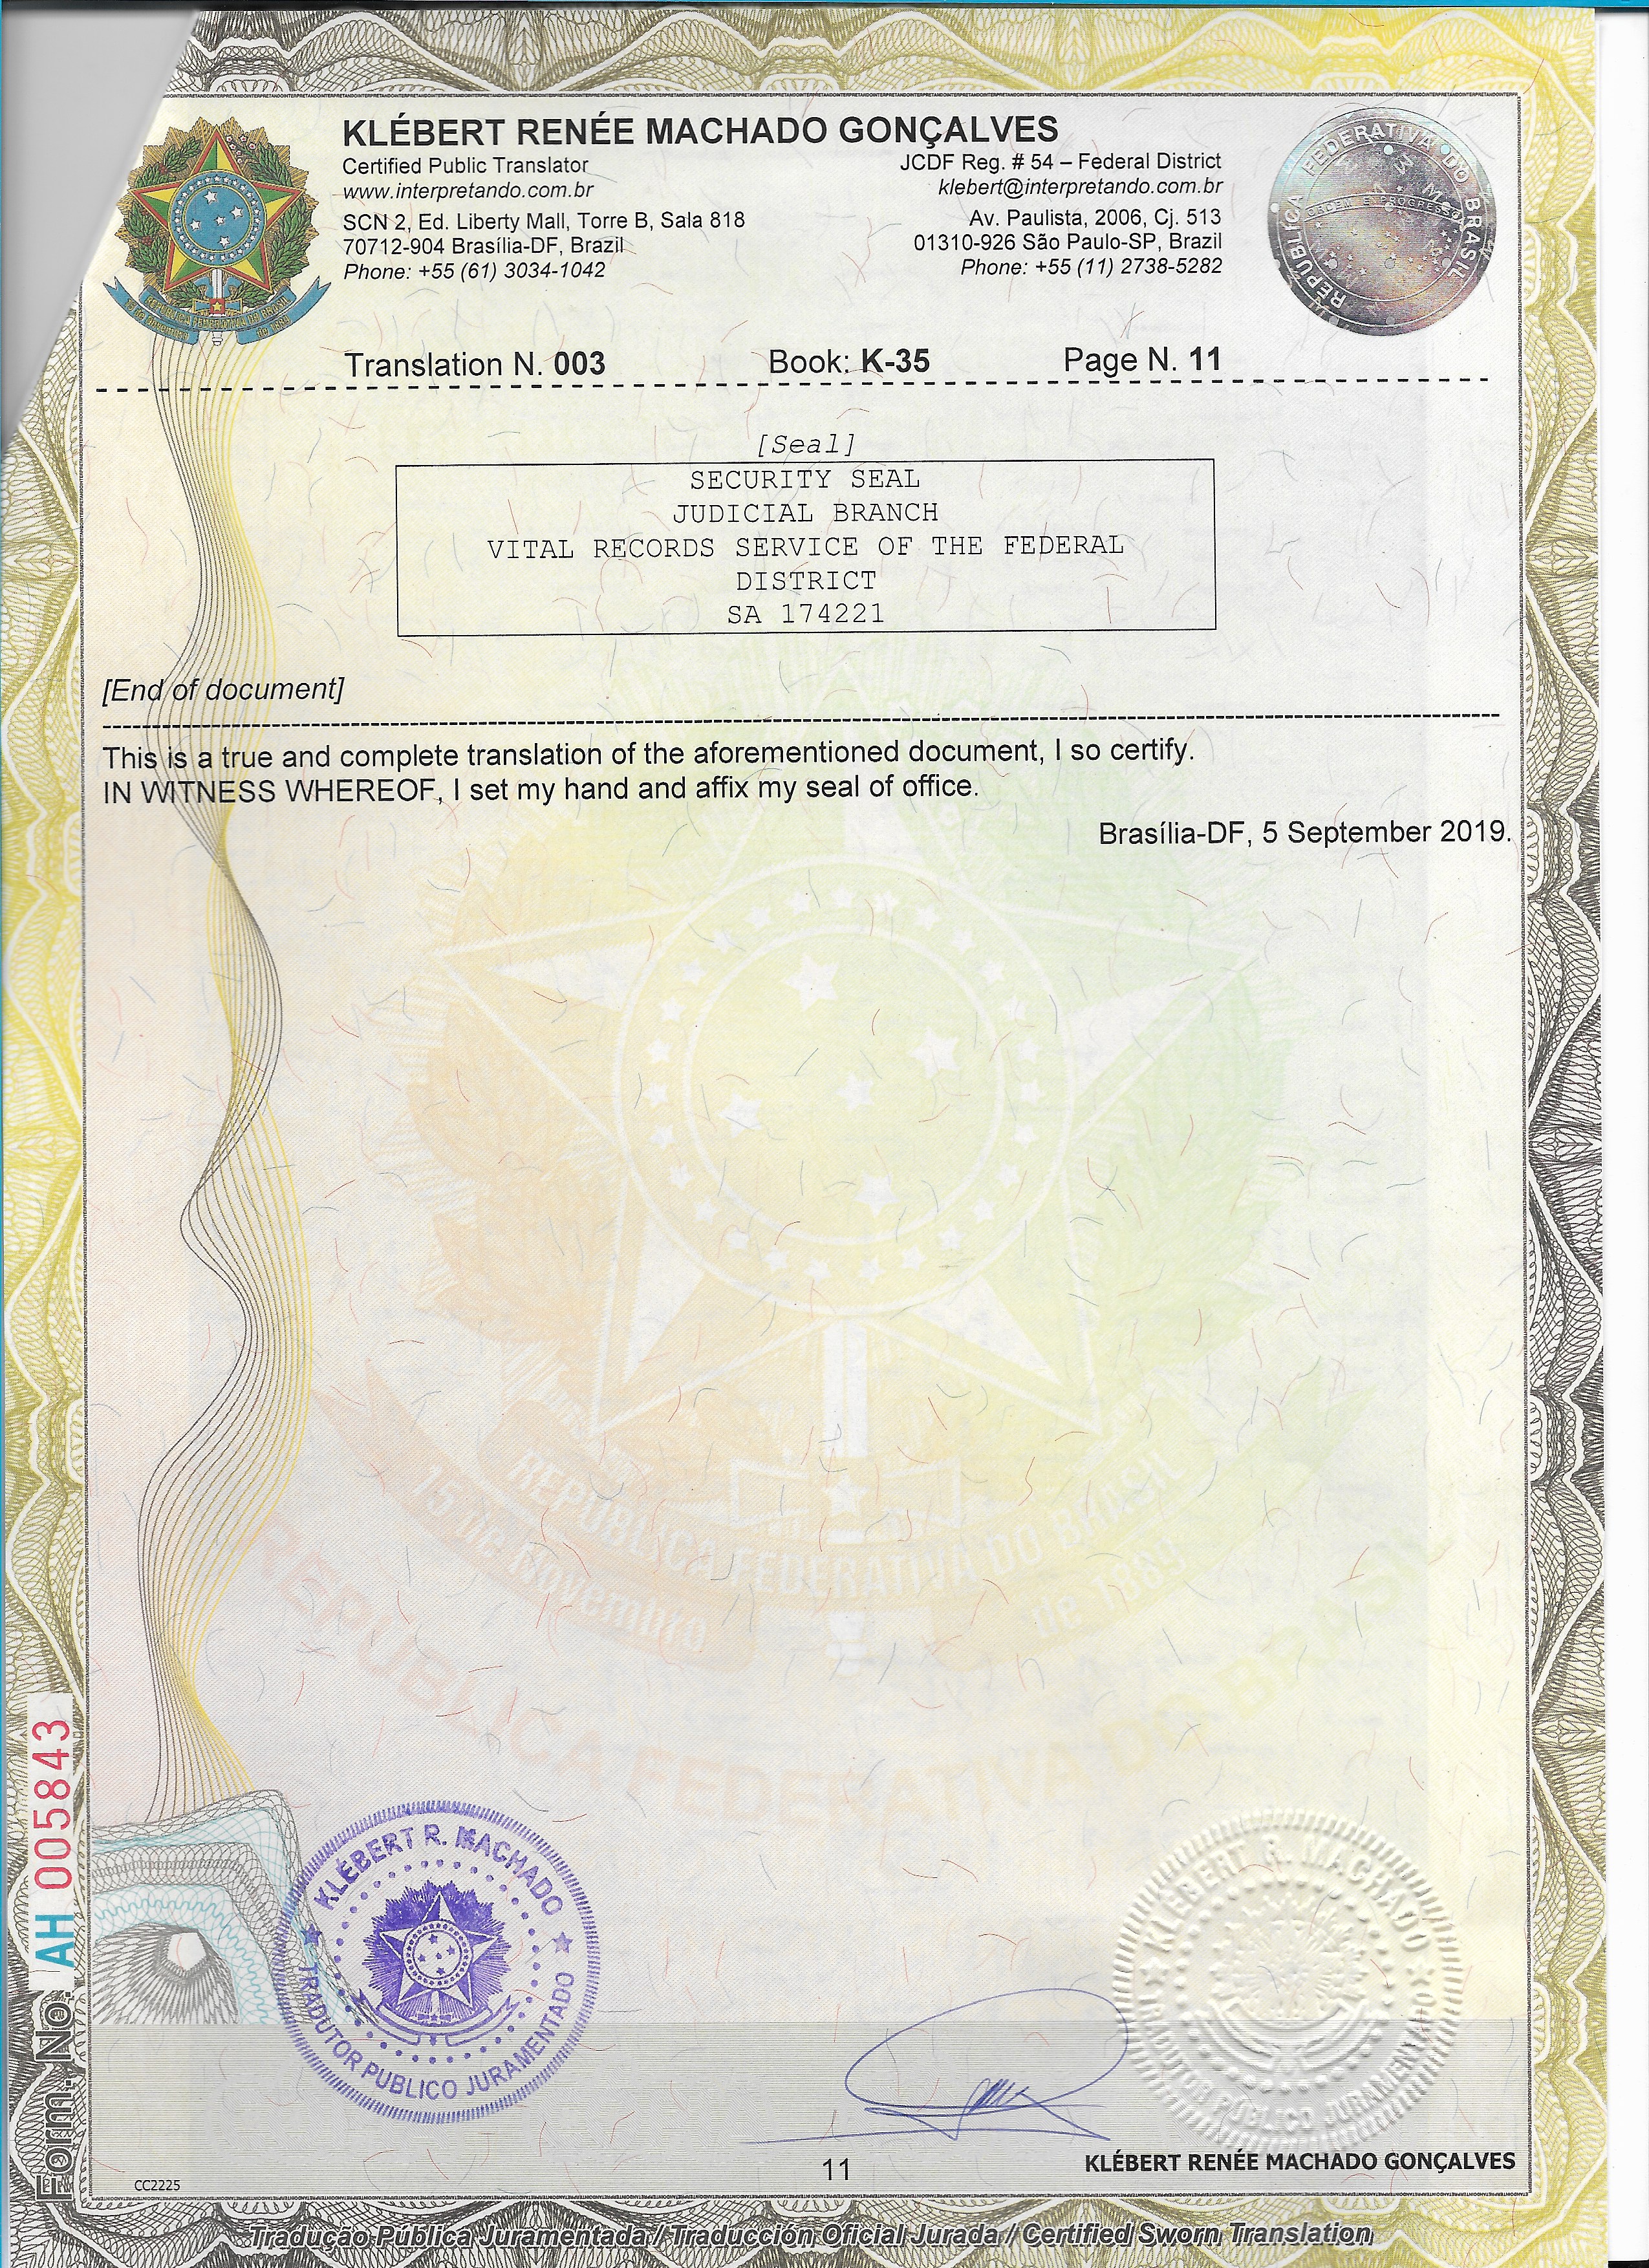 KLÉBERT RENÉE MACHADO GONÇALVES
Certified Public Translator
www.interpretando.com.br
SCN 2, Ed. Liberty Mall, Torre B, Sala 818
70712-904 Brasília-DF, Brazil
Phone: +55 (61) 3034-1042
JCDF Reg. # 54 – Federal District
klebert@interpretando.com.br
Av. Paulista, 2006, Cj. 513
01310-926 São Paulo-SP, Brazil
Phone: +55 (11) 2738-5282
REPÚBLICA FEDERATIVA DO BRASIL
ORDEM E PROGRESSO
Translation N. 003 Book: K-35 Page N. 11
[Seal]
SECURITY SEAL
JUDICIAL BRANCH
VITAL RECORDS SERVICE OF THE FEDERAL
DISTRICT
SA 174221
[End of document]
This is a true and complete translation of the aforementioned document, I so certify.
IN WITNESS WHEREOF, I set my hand and affix my seal of office.
Brasília-DF, 5 September 2019.
REPUBLICA FEDERATIVA DO BRASIL
15 de Novembro de 1889
REPUBLICA FEDERATIVA DO BRASIL
Form. No. AH 005843
KLÉBERT R. MACHADO
TRADUTOR PUBLICO JURAMENTADO
KLÉBERT R. MACHADO
TRADUTOR PÚBLICO JURAMENTADO
KLÉBERT RENÉE MACHADO GONÇALVES
11
CC2225
Tradução Pública Juramentada / Traducción Oficial Jurada / Certified Sworn Translation